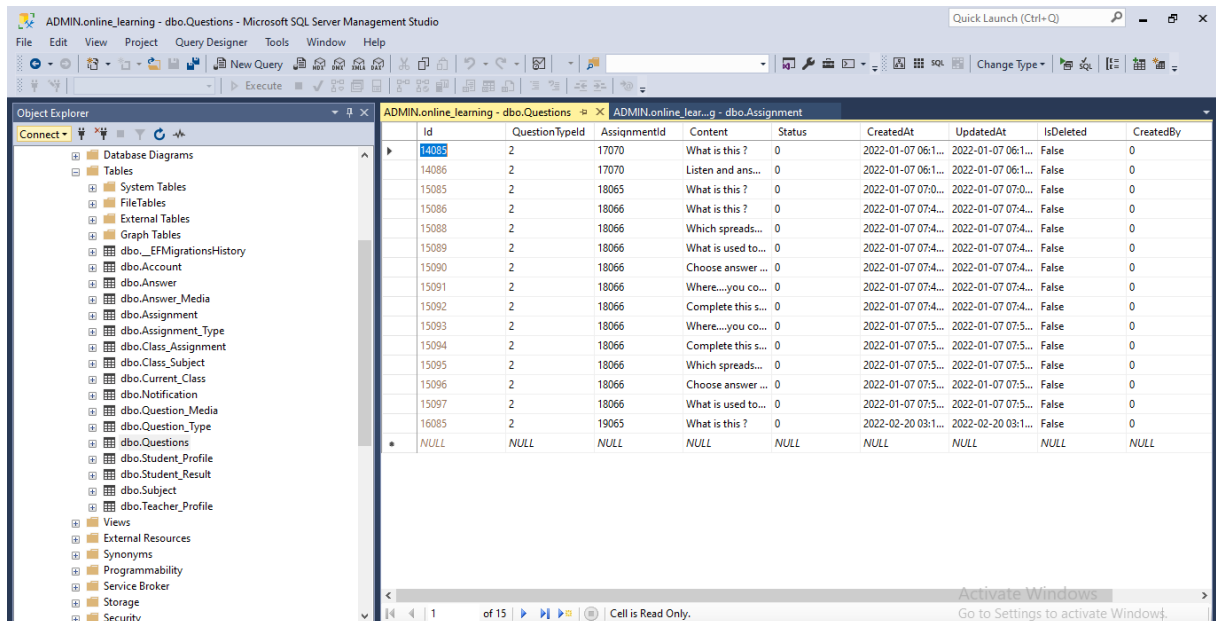 ADMIN.online_learning - dbo.Questions - Microsoft SQL Server Management Studio
Quick Launch (Ctrl+Q)
File Edit View Project Query Designer Tools Window Help
New Query
MDX DMX XMLA DAX
SQL
Change Type
Execute
Object Explorer
ADMIN.online_learning - dbo.Questions
ADMIN.online_lear...g - dbo.Assignment
Connect
Database Diagrams
Tables
System Tables
FileTables
External Tables
Graph Tables
dbo.__EFMigrationsHistory
dbo.Account
dbo.Answer
dbo.Answer_Media
dbo.Assignment
dbo.Assignment_Type
dbo.Class_Assignment
dbo.Class_Subject
dbo.Current_Class
dbo.Notification
dbo.Question_Media
dbo.Question_Type
dbo.Questions
dbo.Student_Profile
dbo.Student_Result
dbo.Subject
dbo.Teacher_Profile
Views
External Resources
Synonyms
Programmability
Service Broker
Storage
Security
Id QuestionTypeId AssignmentId Content Status CreatedAt UpdatedAt IsDeleted CreatedBy
14085 2 17070 What is this ? 0 2022-01-07 06:1... 2022-01-07 06:1... False 0
14086 2 17070 Listen and ans... 0 2022-01-07 06:1... 2022-01-07 06:1... False 0
15085 2 18065 What is this ? 0 2022-01-07 07:0... 2022-01-07 07:0... False 0
15086 2 18066 What is this ? 0 2022-01-07 07:4... 2022-01-07 07:4... False 0
15088 2 18066 Which spreads... 0 2022-01-07 07:4... 2022-01-07 07:4... False 0
15089 2 18066 What is used to... 0 2022-01-07 07:4... 2022-01-07 07:4... False 0
15090 2 18066 Choose answer ... 0 2022-01-07 07:4... 2022-01-07 07:4... False 0
15091 2 18066 Where....you co... 0 2022-01-07 07:4... 2022-01-07 07:4... False 0
15092 2 18066 Complete this s... 0 2022-01-07 07:4... 2022-01-07 07:4... False 0
15093 2 18066 Where....you co... 0 2022-01-07 07:5... 2022-01-07 07:5... False 0
15094 2 18066 Complete this s... 0 2022-01-07 07:5... 2022-01-07 07:5... False 0
15095 2 18066 Which spreads... 0 2022-01-07 07:5... 2022-01-07 07:5... False 0
15096 2 18066 Choose answer ... 0 2022-01-07 07:5... 2022-01-07 07:5... False 0
15097 2 18066 What is used to... 0 2022-01-07 07:5... 2022-01-07 07:5... False 0
16085 2 19065 What is this ? 0 2022-02-20 03:1... 2022-02-20 03:1... False 0
NULL NULL NULL NULL NULL NULL NULL NULL NULL
Activate Windows
Go to Settings to activate Windows.
1 of 15 Cell is Read Only.